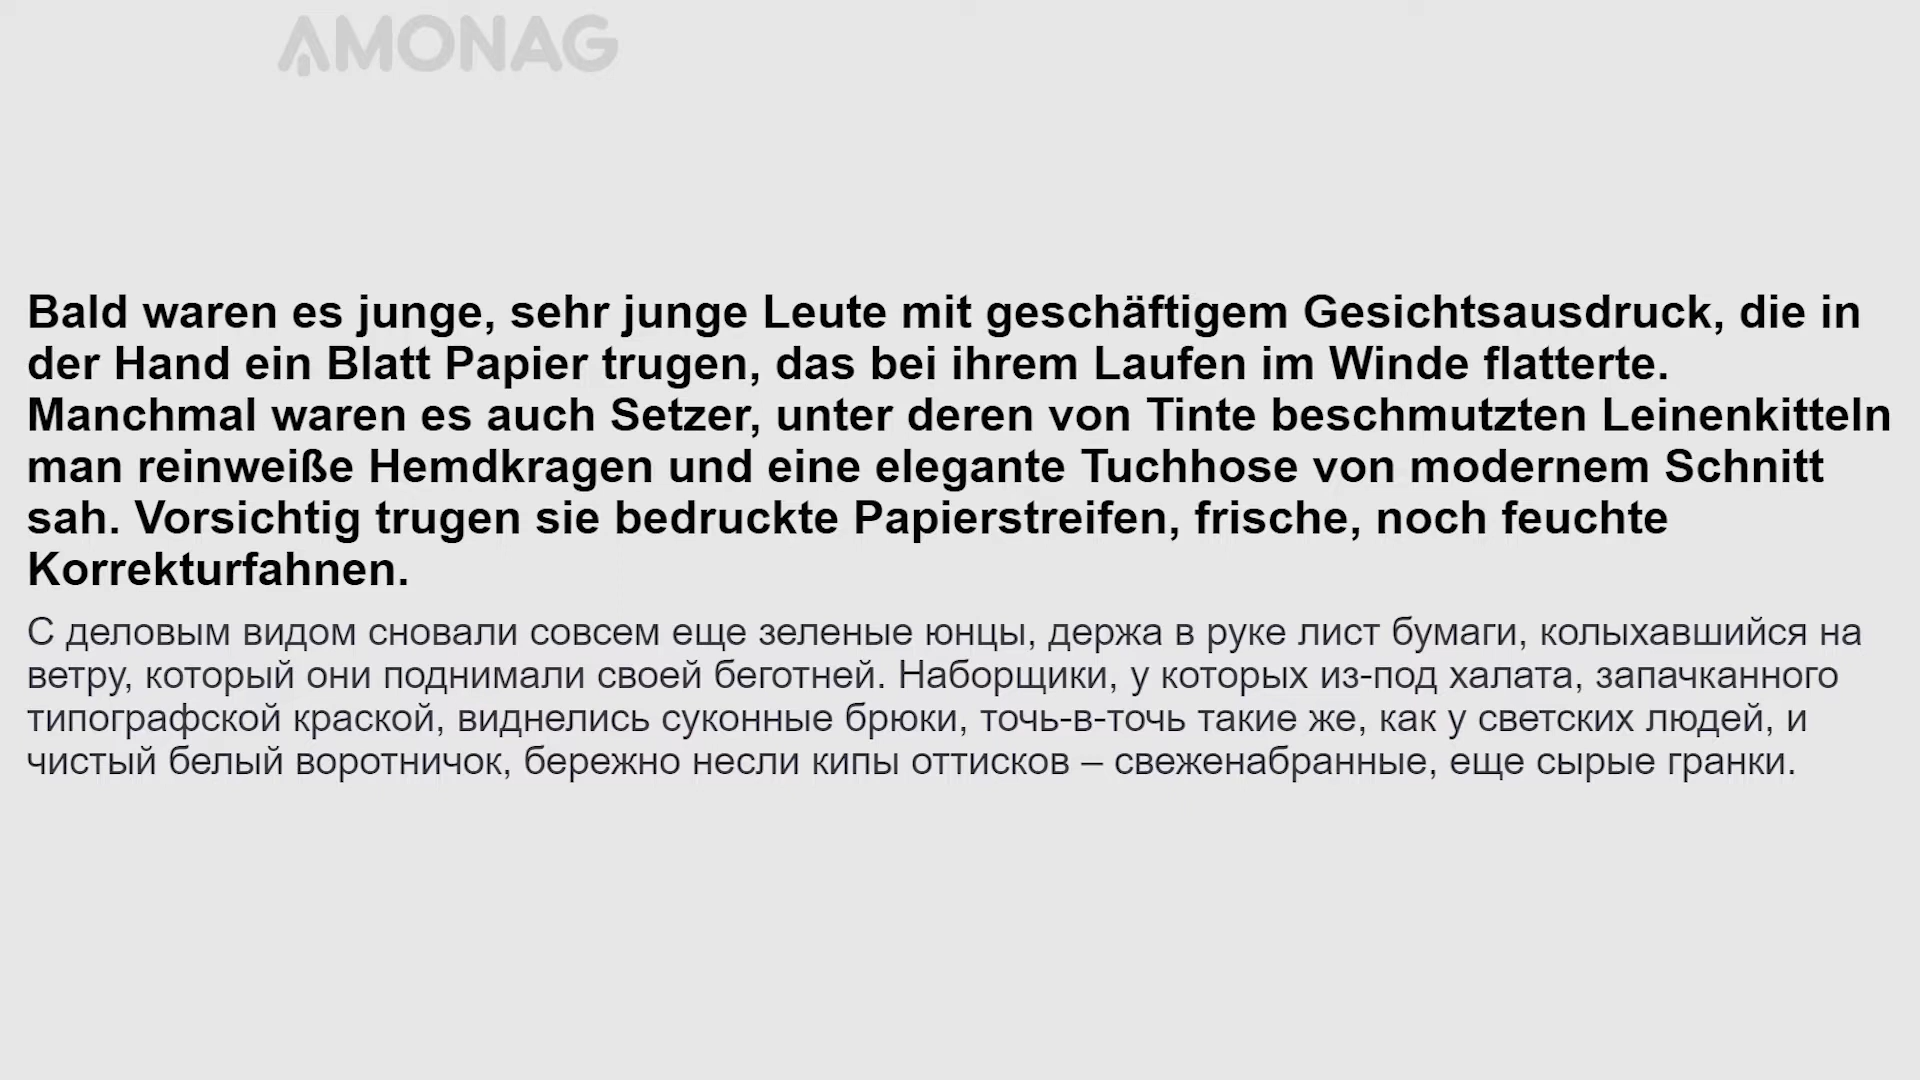 AMONAG
Bald waren es junge, sehr junge Leute mit geschäftigem Gesichtsausdruck, die in
der Hand ein Blatt Papier trugen, das bei ihrem Laufen im Winde flatterte.
Manchmal waren es auch Setzer, unter deren von Tinte beschmutzten Leinenkitteln
man reinweiße Hemdkragen und eine elegante Tuchhose von modernem Schnitt
sah. Vorsichtig trugen sie bedruckte Papierstreifen, frische, noch feuchte
Korrekturfahnen.
С деловым видом сновали совсем еще зеленые юнцы, держа в руке лист бумаги, колыхавшийся на
ветру, который они поднимали своей беготней. Наборщики, у которых из-под халата, запачканного
типографской краской, виднелись суконные брюки, точь-в-точь такие же, как у светских людей, и
чистый белый воротничок, бережно несли кипы оттисков – свеженабранные, еще сырые гранки.